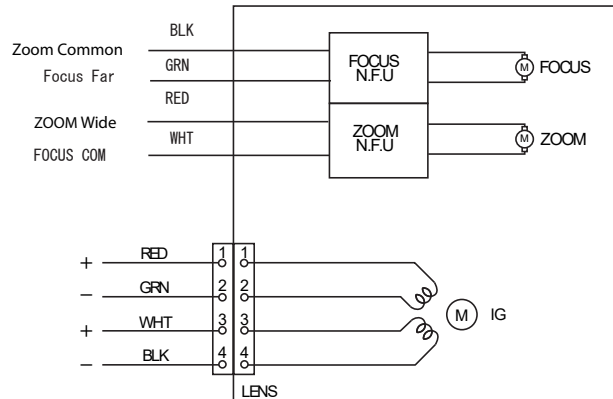 BLK
Zoom Common
GRN
Focus Far
RED
ZOOM Wide
WHT
FOCUS COM
FOCUS
N.F.U
M
FOCUS
ZOOM
N.F.U
M
ZOOM
+ RED 1 1
− GRN 2 2
+ WHT 3 3
− BLK 4 4
M IG
LENS